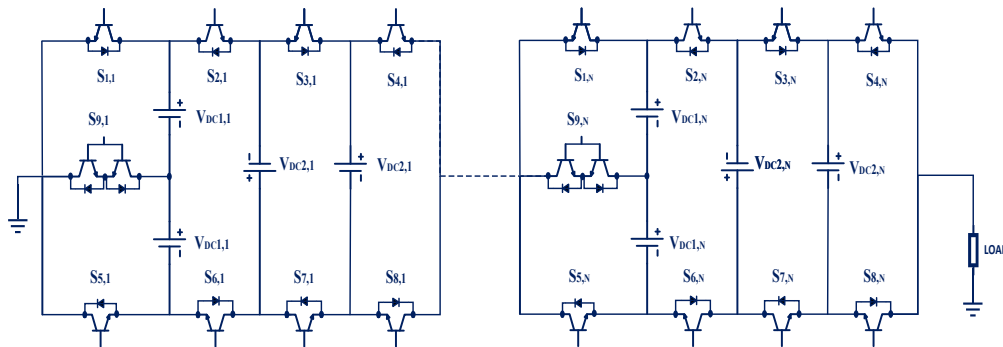 S1,1 S2,1 S3,1 S4,1
+
VDC1,1
-
S9,1
-
VDC2,1
+
+
VDC2,1
-
+
VDC1,1
-
S5,1 S6,1 S7,1 S8,1
S1,N S2,N S3,N S4,N
+
VDC1,N
-
S9,N
-
VDC2,N
+
+
VDC2,N
-
+
VDC1,N
-
S5,N S6,N S7,N S8,N
LOAD